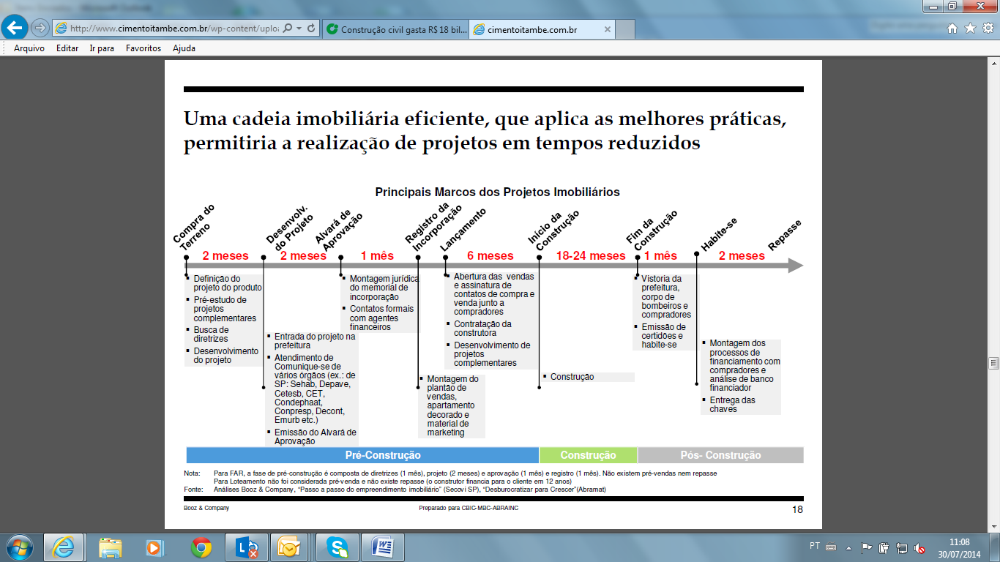 http://www.cimentoitambe.com.br/wp-content/uploa
Construção civil gasta R$ 18 bil...
cimentoitambe.com.br
Arquivo Editar Ir para Favoritos Ajuda
Uma cadeia imobiliária eficiente, que aplica as melhores práticas,
permitiria a realização de projetos em tempos reduzidos
Principais Marcos dos Projetos Imobiliários
Compra do
Terreno
Desenvolv.
do Projeto
Alvará de
Aprovação
Registro da
Incorporação
Lançamento
Início da
Construção
Fim da
Construção
Habite-se
Repasse
2 meses 2 meses 1 mês 6 meses 18-24 meses 1 mês 2 meses
▪ Definição do
projeto do produto
▪ Pré-estudo de
projetos
complementares
▪ Busca de
diretrizes
▪ Desenvolvimento
do projeto
▪ Entrada do projeto na
prefeitura
▪ Atendimento de
Comunique-se de
vários órgãos (ex.: de
SP: Sehab, Depave,
Cetesb, CET,
Condephaat,
Conpresp, Decont,
Emurb etc.)
▪ Emissão do Alvará de
Aprovação
▪ Montagem jurídica
do memorial de
incorporação
▪ Contatos formais
com agentes
financeiros
▪ Montagem do
plantão de
vendas,
apartamento
decorado e
material de
marketing
▪ Abertura das vendas
e assinatura de
contatos de compra e
venda junto a
compradores
▪ Contratação da
construtora
▪ Desenvolvimento de
projetos
complementares
▪ Construção
▪ Vistoria da
prefeitura,
corpo de
bombeiros e
compradores
▪ Emissão de
certidões e
habite-se
▪ Montagem dos
processos de
financiamento com
compradores e
análise de banco
financiador
▪ Entrega das
chaves
Pré-Construção Construção Pós- Construção
Nota: Para FAR, a fase de pré-construção é composta de diretrizes (1 mês), projeto (2 meses) e aprovação (1 mês) e registro (1 mês). Não existem pré-vendas nem repasse
Para Loteamento não foi considerada pré-venda e não existe repasse (o construtor financia para o cliente em 12 anos)
Fonte: Análises Booz & Company, “Passo a passo do empreendimento imobiliário” (Secovi SP), “Desburocratizar para Crescer”(Abramat)
Booz & Company Preparado para CBIC-MBC-ABRAINC 18
PT 11:08
30/07/2014